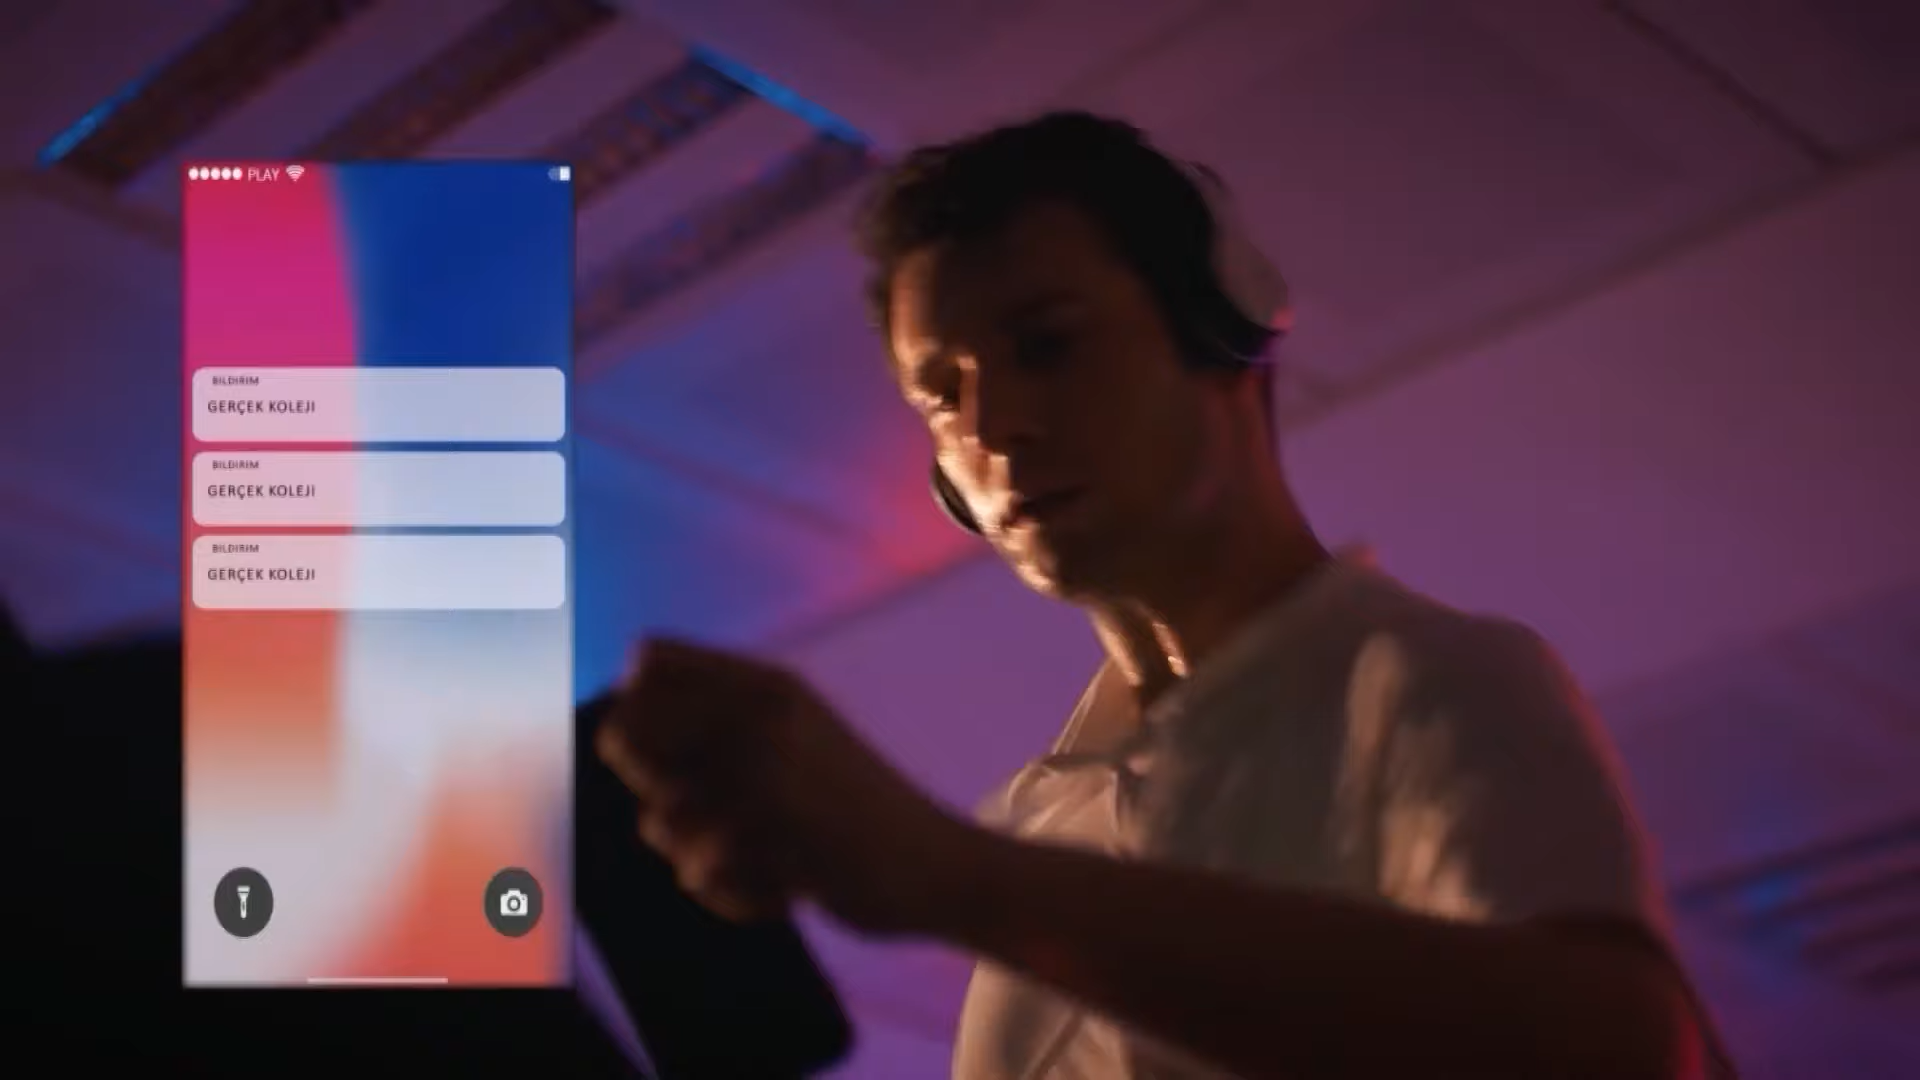 PLAY
BILDIRIM
GERÇEK KOLEJI
BILDIRIM
GERÇEK KOLEJI
BILDIRIM
GERÇEK KOLEJI